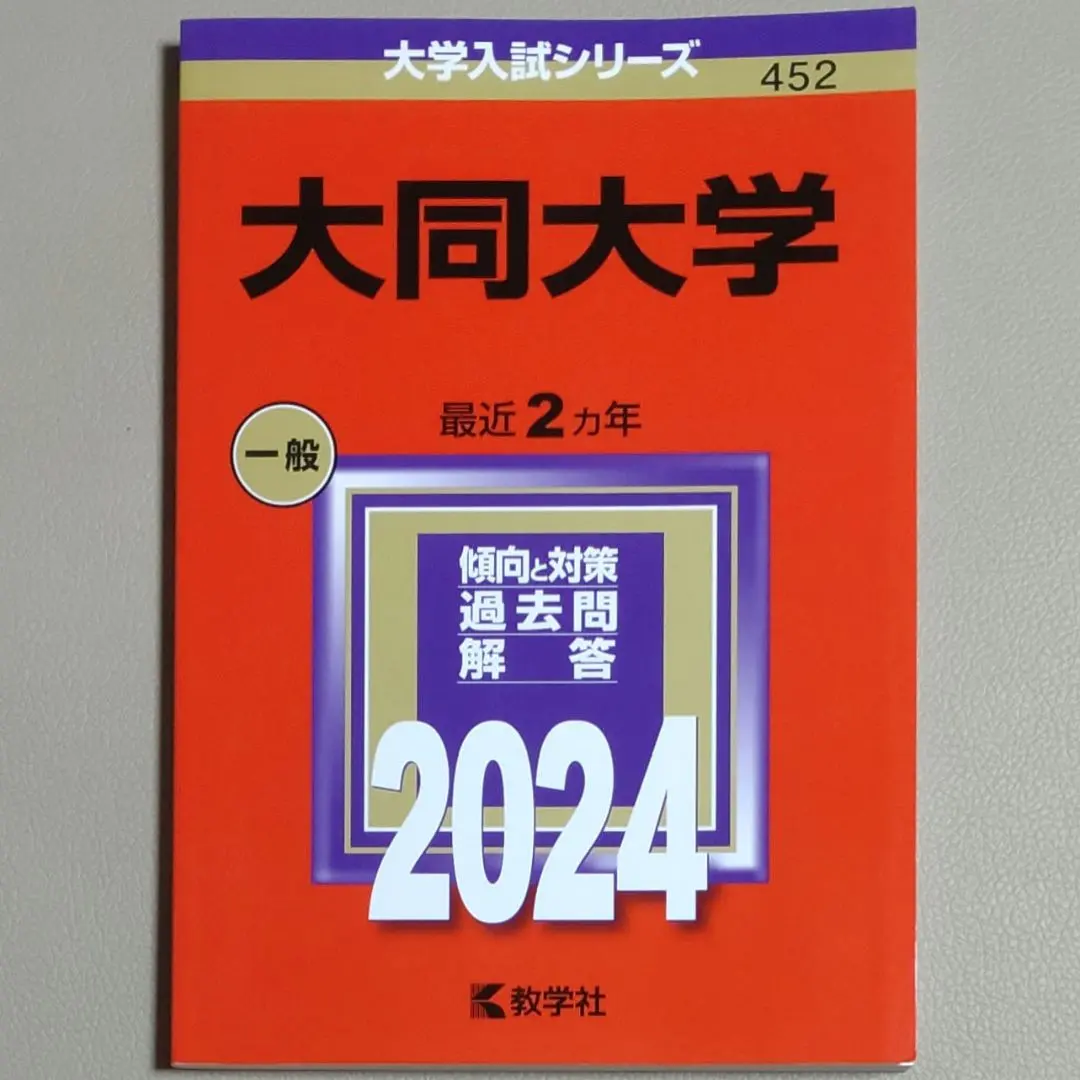 大学入試シリーズ
452
大同大学
最近2カ年
一般
傾向と対策
過去問
解答
2024
教学社